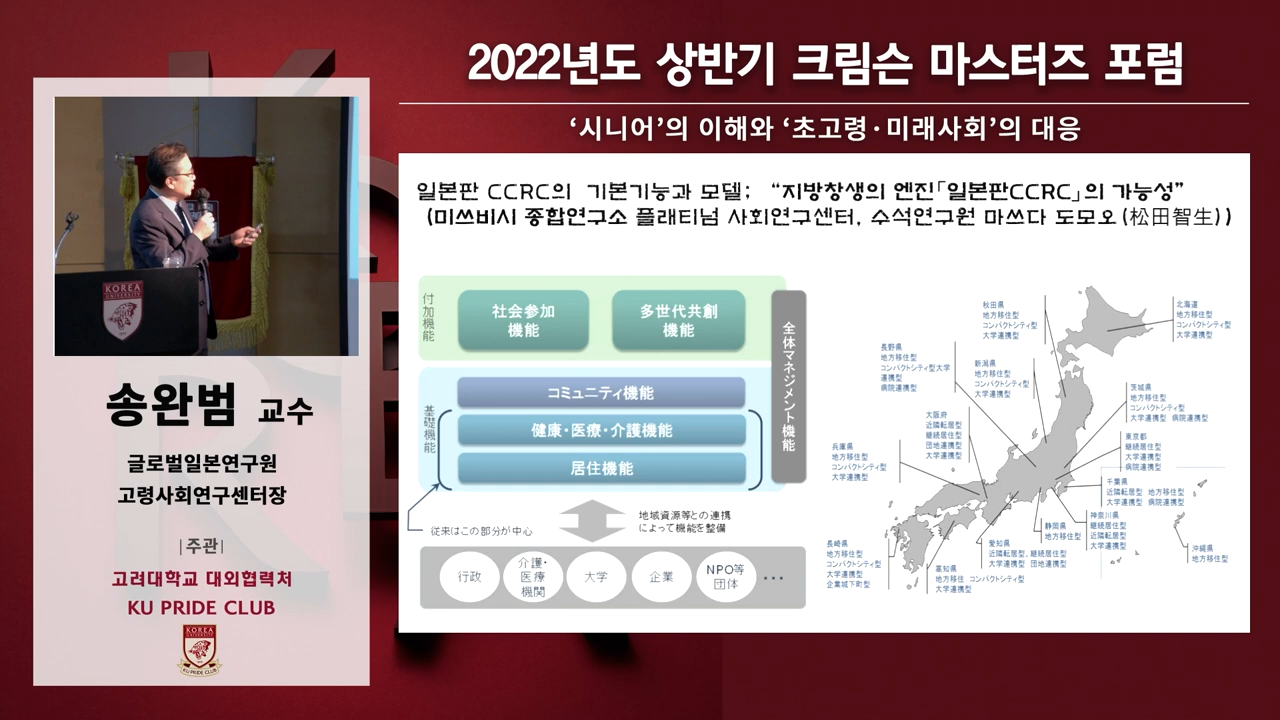 2022년도 상반기 크림슨 마스터즈 포럼
‘시니어’의 이해와 ‘초고령·미래사회’의 대응
KOREA
UNIVERSITY
송완범 교수
글로벌일본연구원
고령사회연구센터장
|주관|
고려대학교 대외협력처
KU PRIDE CLUB
KOREA
UNIVERSITY
KU PRIDE CLUB
일본판 CCRC의 기본기능과 모델; “지방창생의 엔진「일본판CCRC」의 가능성”
(미쓰비시 종합연구소 플래티넘 사회연구센터, 수석연구원 마쓰다 도모오(松田智生))
付加機能
社会参加
機能
多世代共創
機能
全体マネジメント機能
基礎機能
コミュニティ機能
健康・医療・介護機能
居住機能
従来はこの部分が中心
地域資源等との連携
によって機能を整備
行政
介護・
医療
機関
大学
企業
NPO等
団体
・・・
秋田県
地方移住型
コンパクトシティ型
大学連携型
北海道
地方移住型
コンパクトシティ型
大学連携型
長野県
地方移住型
コンパクトシティ型大学
連携型
病院連携型
新潟県
地方移住型
コンパクトシティ型
大学連携型
茨城県
地方移住型
コンパクトシティ型
大学連携型 病院連携型
大阪府
近隣転居型
継続居住型
団地連携型
大学連携型
東京都
継続居住型
大学連携型
病院連携型
兵庫県
地方移住型
コンパクトシティ型
大学連携型
千葉県
近隣転居型 地方移住型
大学連携型 病院連携型
神奈川県
継続居住型
近隣転居型
大学連携型
静岡県
地方移住型
沖縄県
地方移住型
長崎県
地方移住型
コンパクトシティ型
大学連携型
企業城下町型
愛知県
近隣転居型、継続居住型
大学連携型 団地連携型
高知県
地方移住 コンパクトシティ型
大学連携型